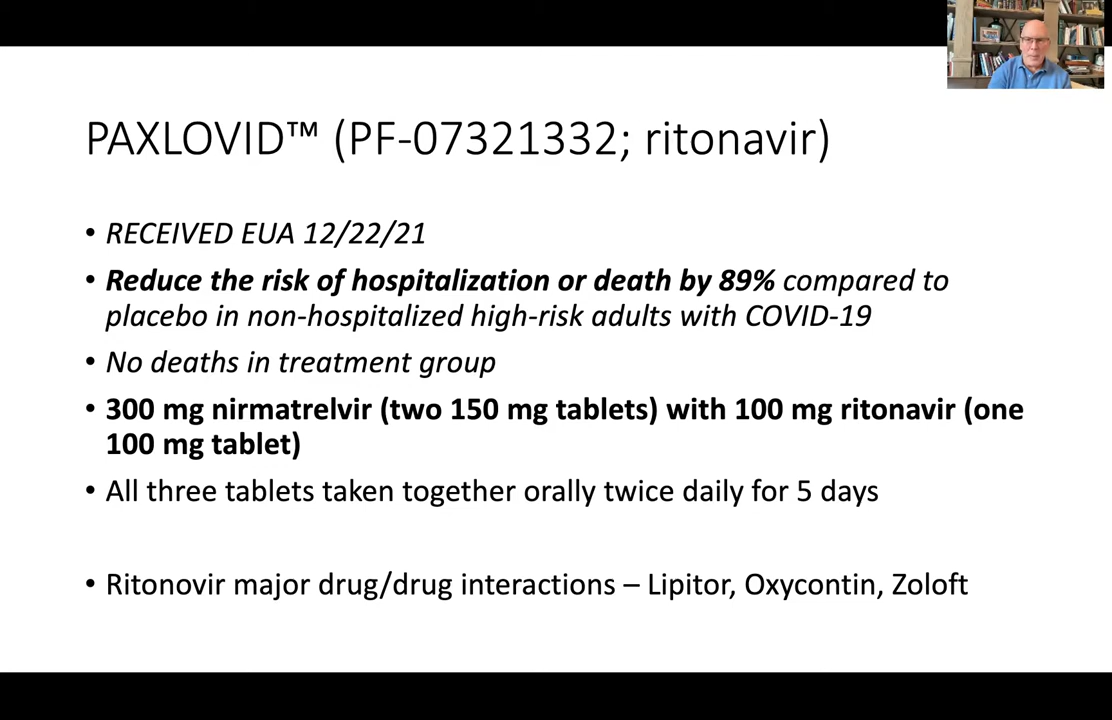 PAXLOVID™ (PF-07321332; ritonavir)
• RECEIVED EUA 12/22/21
• Reduce the risk of hospitalization or death by 89% compared to
placebo in non-hospitalized high-risk adults with COVID-19
• No deaths in treatment group
• 300 mg nirmatrelvir (two 150 mg tablets) with 100 mg ritonavir (one
100 mg tablet)
• All three tablets taken together orally twice daily for 5 days
• Ritonovir major drug/drug interactions – Lipitor, Oxycontin, Zoloft